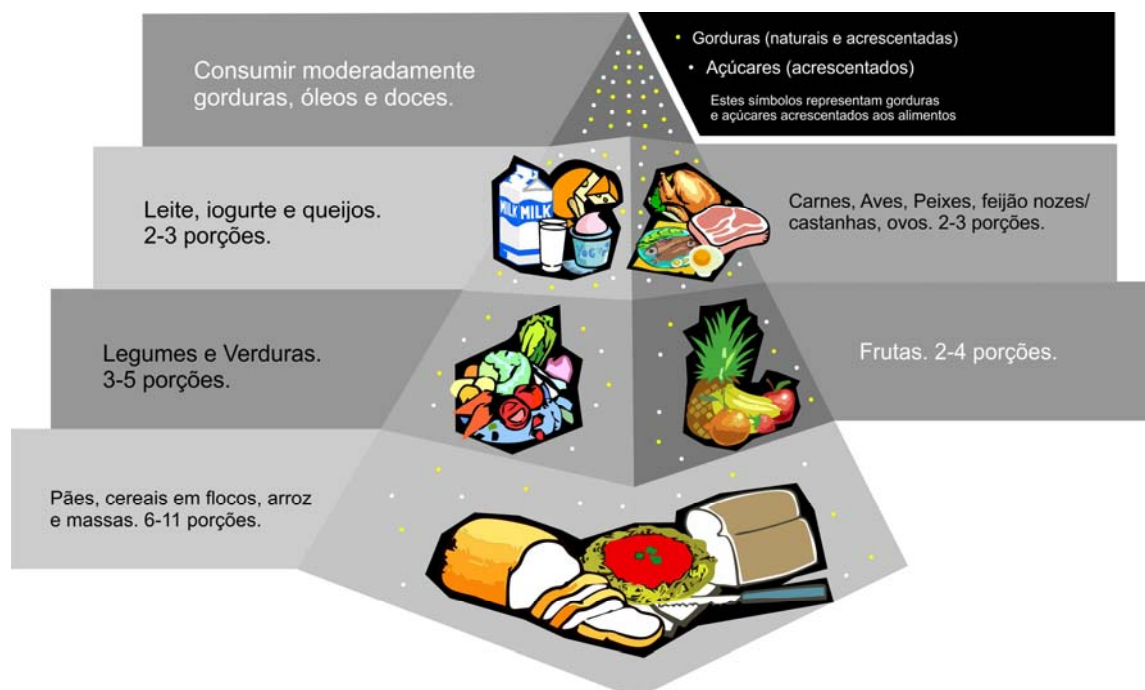 Consumir moderadamente
gorduras, óleos e doces.
Gorduras (naturais e acrescentadas)
Açúcares (acrescentados)
Estes símbolos representam gorduras
e açúcares acrescentados aos alimentos
Leite, iogurte e queijos.
2-3 porções.
MILK MILK
Carnes, Aves, Peixes, feijão nozes/
castanhas, ovos. 2-3 porções.
Legumes e Verduras.
3-5 porções.
Frutas. 2-4 porções.
Pães, cereais em flocos, arroz
e massas. 6-11 porções.